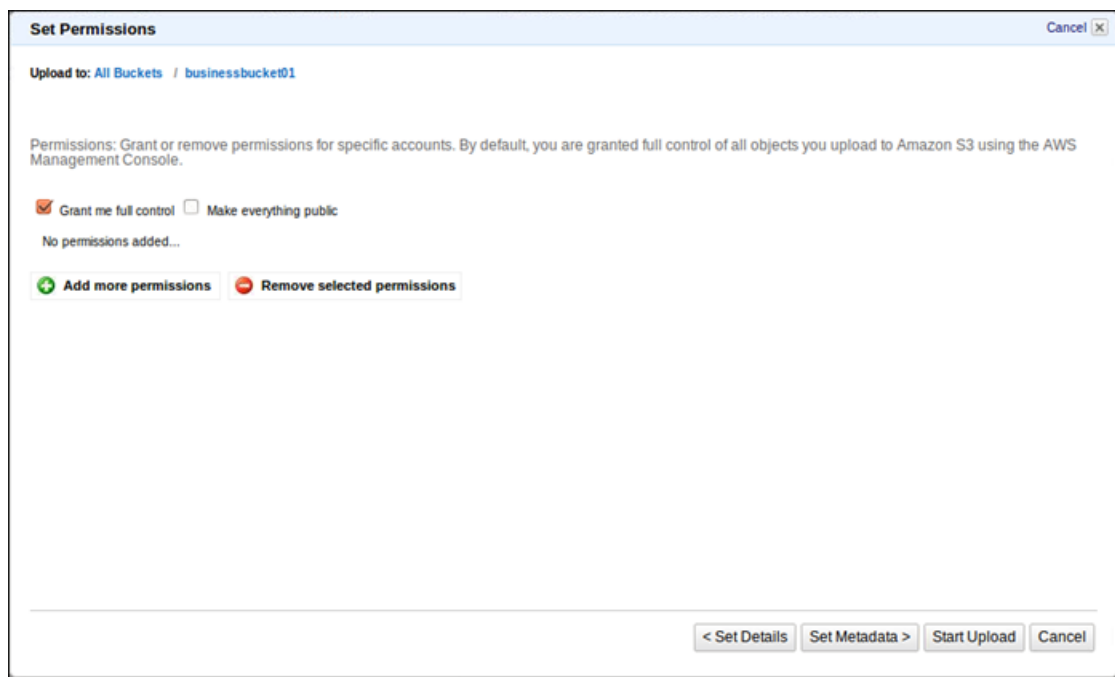 Set Permissions
Cancel
Upload to: All Buckets / businessbucket01
Permissions: Grant or remove permissions for specific accounts. By default, you are granted full control of all objects you upload to Amazon S3 using the AWS
Management Console.
Grant me full control Make everything public
No permissions added...
Add more permissions Remove selected permissions
< Set Details Set Metadata > Start Upload Cancel